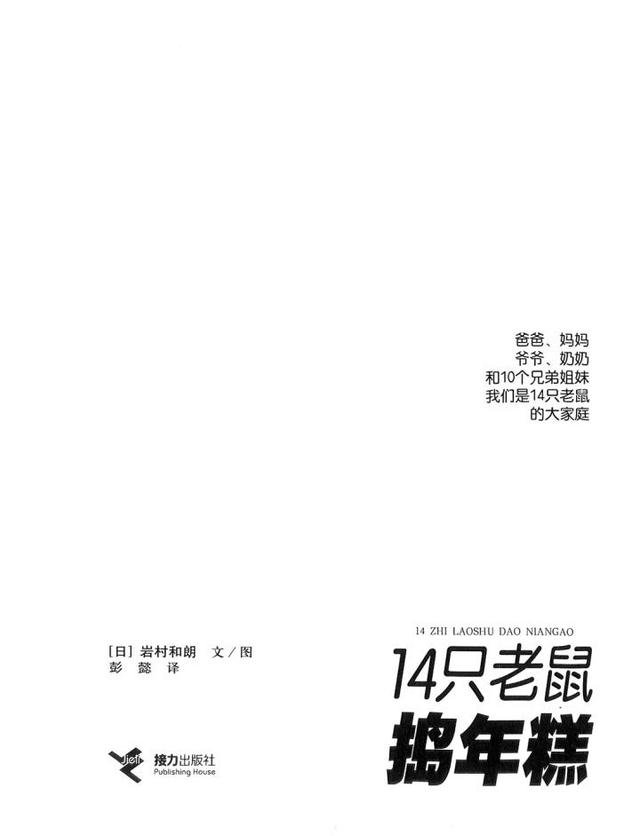 爸爸、妈妈
爷爷、奶奶
和10个兄弟姐妹
我们是14只老鼠
的大家庭
[日] 岩村和朗 文/图
彭 懿 译
Jieli
接力出版社
Publishing House
14 ZHI LAOSHU DAO NIANGAO
14只老鼠
捣年糕